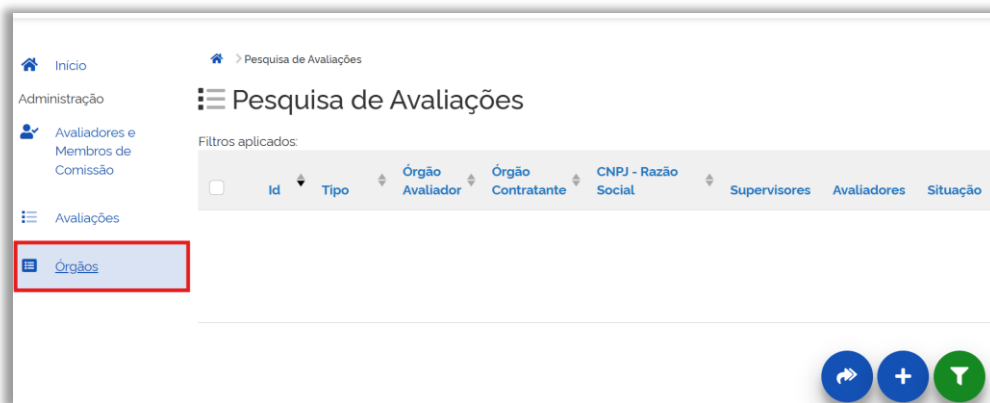 Início
Administração
Avaliadores e
Membros de
Comissão
Avaliações
Órgãos
> Pesquisa de Avaliações
Pesquisa de Avaliações
Filtros aplicados:
Id
Tipo
Órgão
Avaliador
Órgão
Contratante
CNPJ - Razão
Social
Supervisores
Avaliadores
Situação